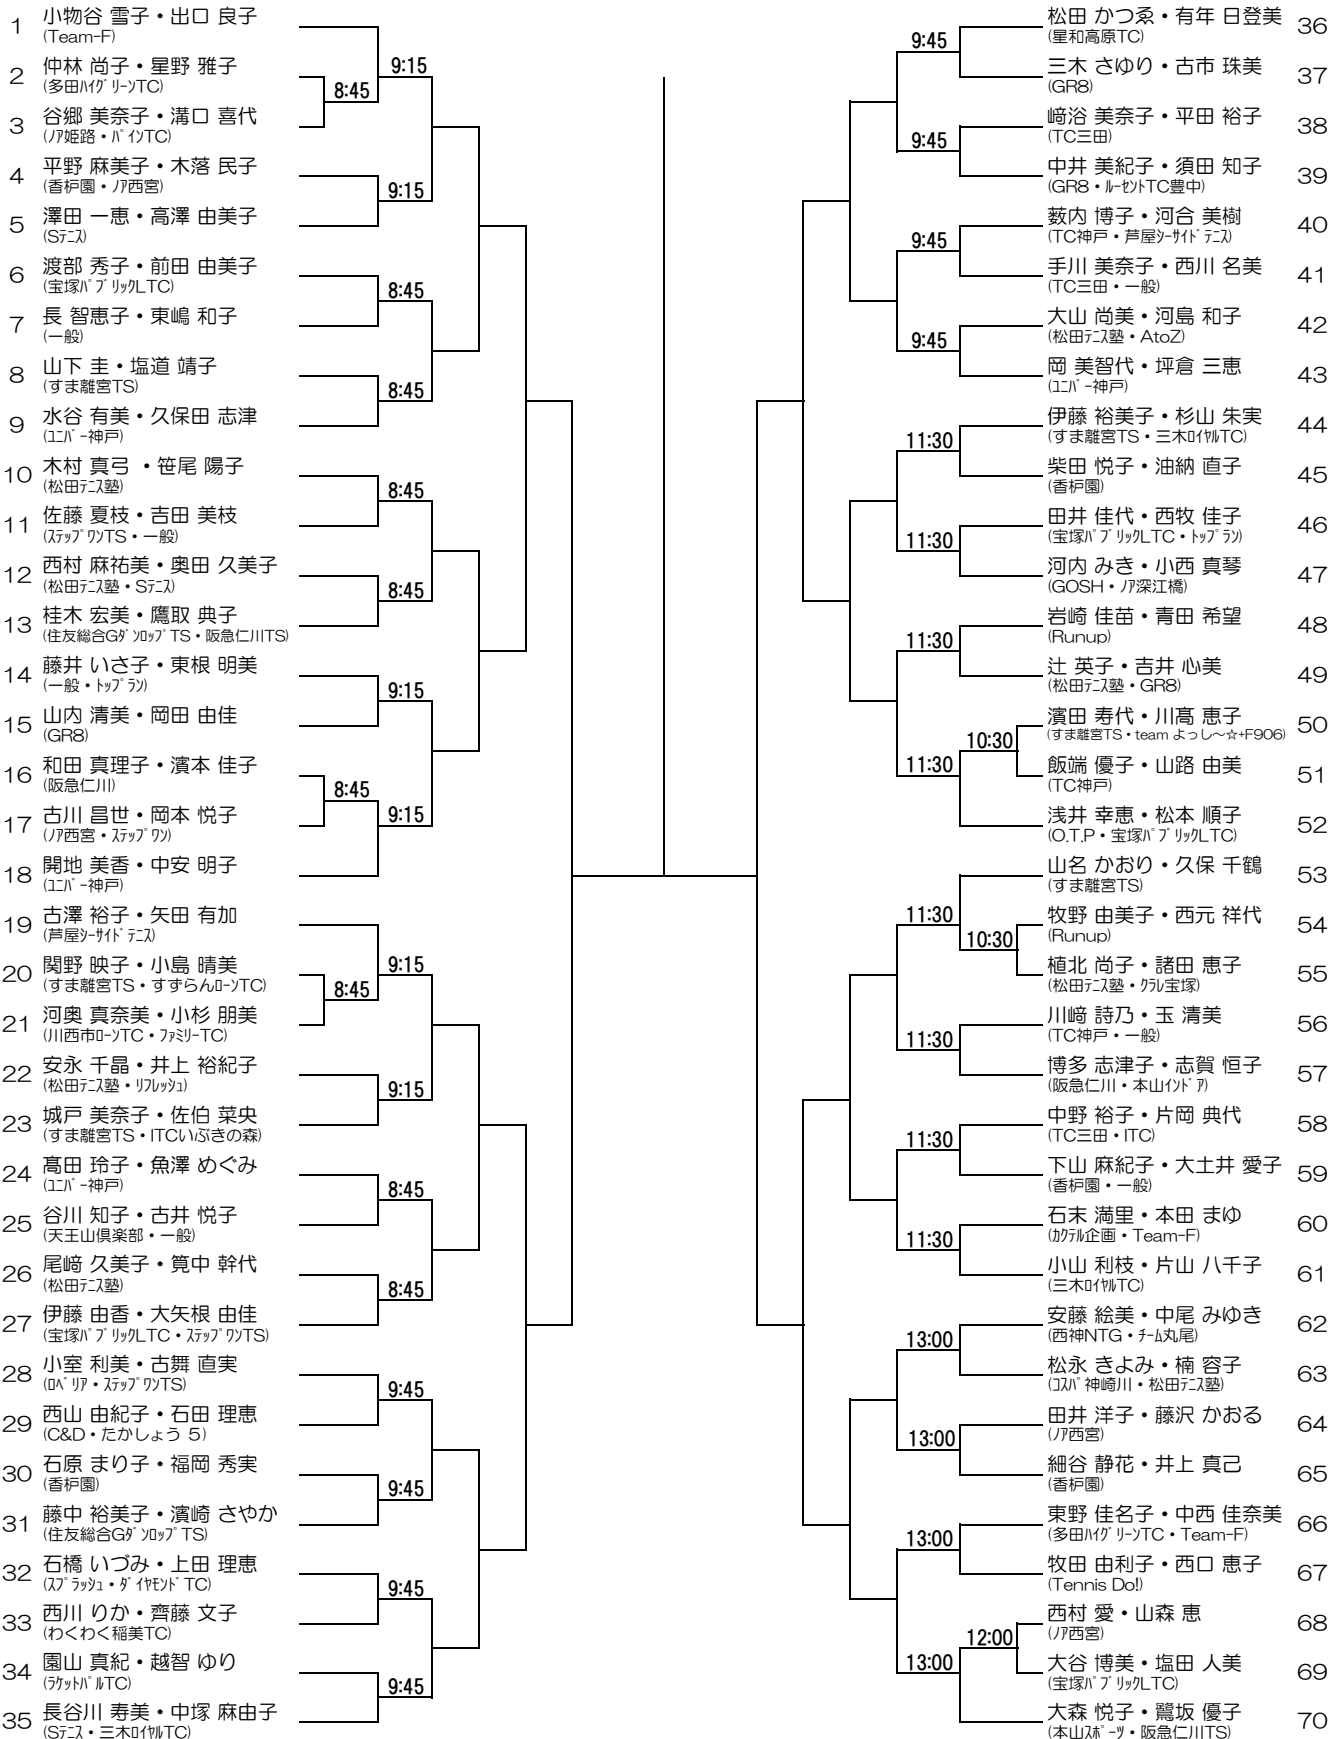 1 小物谷 雪子・出口 良子
(Team-F)
2 仲林 尚子・星野 雅子
(多田ﾊｲｸﾞﾘｰﾝTC)
3 谷郷 美奈子・溝口 喜代
(ﾉｱ姫路・ﾊﾟｲﾝTC)
4 平野 麻美子・木落 民子
(香枦園・ﾉｱ西宮)
5 澤田 一恵・高澤 由美子
(Sﾃﾆｽ)
6 渡部 秀子・前田 由美子
(宝塚ﾊﾟﾌﾞﾘｯｸLTC)
7 長 智恵子・東嶋 和子
(一般)
8 山下 圭・塩道 靖子
(すま離宮TS)
9 水谷 有美・久保田 志津
(ﾕﾆﾊﾞｰ神戸)
10 木村 真弓 ・笹尾 陽子
(松田ﾃﾆｽ塾)
11 佐藤 夏枝・吉田 美枝
(ｽﾃｯﾌﾟﾜﾝTS・一般)
12 西村 麻祐美・奥田 久美子
(松田ﾃﾆｽ塾・Sﾃﾆｽ)
13 桂木 宏美・鷹取 典子
(住友総合GﾀﾞﾝﾛｯﾌﾟTS・阪急仁川TS)
14 藤井 いさ子・東根 明美
(一般・ﾄｯﾌﾟﾗﾝ)
15 山内 清美・岡田 由佳
(GR8)
16 和田 真理子・濱本 佳子
(阪急仁川)
17 古川 昌世・岡本 悦子
(ﾉｱ西宮・ｽﾃｯﾌﾟﾜﾝ)
18 開地 美香・中安 明子
(ﾕﾆﾊﾞｰ神戸)
19 古澤 裕子・矢田 有加
(芦屋ｼｰｻｲﾄﾞﾃﾆｽ)
20 関野 映子・小島 晴美
(すま離宮TS・すずらんﾛｰﾝTC)
21 河奥 真奈美・小杉 朋美
(川西市ﾛｰﾝTC・ﾌｧﾐﾘｰTC)
22 安永 千晶・井上 裕紀子
(松田ﾃﾆｽ塾・ﾘﾌﾚｯｼｭ)
23 城戸 美奈子・佐伯 菜央
(すま離宮TS・ITCいぶきの森)
24 髙田 玲子・魚澤 めぐみ
(ﾕﾆﾊﾞｰ神戸)
25 谷川 知子・古井 悦子
(天王山倶楽部・一般)
26 尾﨑 久美子・筧中 幹代
(松田ﾃﾆｽ塾)
27 伊藤 由香・大矢根 由佳
(宝塚ﾊﾟﾌﾞﾘｯｸLTC・ｽﾃｯﾌﾟﾜﾝTS)
28 小室 利美・古舞 直実
(ﾛﾍﾞﾘｱ・ｽﾃｯﾌﾟﾜﾝTS)
29 西山 由紀子・石田 理恵
(C&D・たかしょう 5)
30 石原 まり子・福岡 秀実
(香枦園)
31 藤中 裕美子・濱崎 さやか
(住友総合GﾀﾞﾝﾛｯﾌﾟTS)
32 石橋 いづみ・上田 理恵
(ｽﾌﾟﾗｯｼｭ・ﾀﾞｲﾔﾓﾝﾄﾞTC)
33 西川 りか・齊藤 文子
(わくわく稲美TC)
34 園山 真紀・越智 ゆり
(ﾗｹｯﾄﾊﾟﾙTC)
35 長谷川 寿美・中塚 麻由子
(Sﾃﾆｽ・三木ﾛｲﾔﾙTC)
9:15
8:45
9:15
8:45
8:45
8:45
8:45
9:15
8:45
9:15
9:15
8:45
9:15
8:45
8:45
9:45
9:45
9:45
9:45
9:45
9:45
9:45
9:45
11:30
11:30
11:30
10:30
11:30
11:30
10:30
11:30
11:30
11:30
13:00
13:00
13:00
12:00
13:00
松田 かつゑ・有年 日登美 36
(星和高原TC)
三木 さゆり・古市 珠美 37
(GR8)
﨑浴 美奈子・平田 裕子 38
(TC三田)
中井 美紀子・須田 知子 39
(GR8・ﾙｰｾﾝﾄTC豊中)
薮内 博子・河合 美樹 40
(TC神戸・芦屋ｼｰｻｲﾄﾞﾃﾆｽ)
手川 美奈子・西川 名美 41
(TC三田・一般)
大山 尚美・河島 和子 42
(松田ﾃﾆｽ塾・AtoZ)
岡 美智代・坪倉 三恵 43
(ﾕﾆﾊﾞｰ神戸)
伊藤 裕美子・杉山 朱実 44
(すま離宮TS・三木ﾛｲﾔﾙTC)
柴田 悦子・油納 直子 45
(香枦園)
田井 佳代・西牧 佳子 46
(宝塚ﾊﾟﾌﾞﾘｯｸLTC・ﾄｯﾌﾟﾗﾝ)
河内 みき・小西 真琴 47
(GOSH・ﾉｱ深江橋)
岩崎 佳苗・青田 希望 48
(Runup)
辻 英子・吉井 心美 49
(松田ﾃﾆｽ塾・GR8)
濱田 寿代・川髙 恵子 50
(すま離宮TS・team よっし～☆+F906)
飯端 優子・山路 由美 51
(TC神戸)
浅井 幸恵・松本 順子 52
(O.T.P・宝塚ﾊﾟﾌﾞﾘｯｸLTC)
山名 かおり・久保 千鶴 53
(すま離宮TS)
牧野 由美子・西元 祥代 54
(Runup)
植北 尚子・諸田 恵子 55
(松田ﾃﾆｽ塾・ｸﾗﾚ宝塚)
川﨑 詩乃・玉 清美 56
(TC神戸・一般)
博多 志津子・志賀 恒子 57
(阪急仁川・本山ｲﾝﾄﾞｱ)
中野 裕子・片岡 典代 58
(TC三田・ITC)
下山 麻紀子・大土井 愛子 59
(香枦園・一般)
石末 満里・本田 まゆ 60
(ｶｸﾃﾙ企画・Team-F)
小山 利枝・片山 八千子 61
(三木ﾛｲﾔﾙTC)
安藤 絵美・中尾 みゆき 62
(西神NTG・ﾁｰﾑ丸尾)
松永 きよみ・楠 容子 63
(ｺｽﾊﾟ神崎川・松田ﾃﾆｽ塾)
田井 洋子・藤沢 かおる 64
(ﾉｱ西宮)
細谷 静花・井上 真己 65
(香枦園)
東野 佳名子・中西 佳奈美 66
(多田ﾊｲｸﾞﾘｰﾝTC・Team-F)
牧田 由利子・西口 恵子 67
(Tennis Do!)
西村 愛・山森 恵 68
(ﾉｱ西宮)
大谷 博美・塩田 人美 69
(宝塚ﾊﾟﾌﾞﾘｯｸLTC)
大森 悦子・鷺坂 優子 70
(本山ｽﾎﾟｰﾂ・阪急仁川TS)